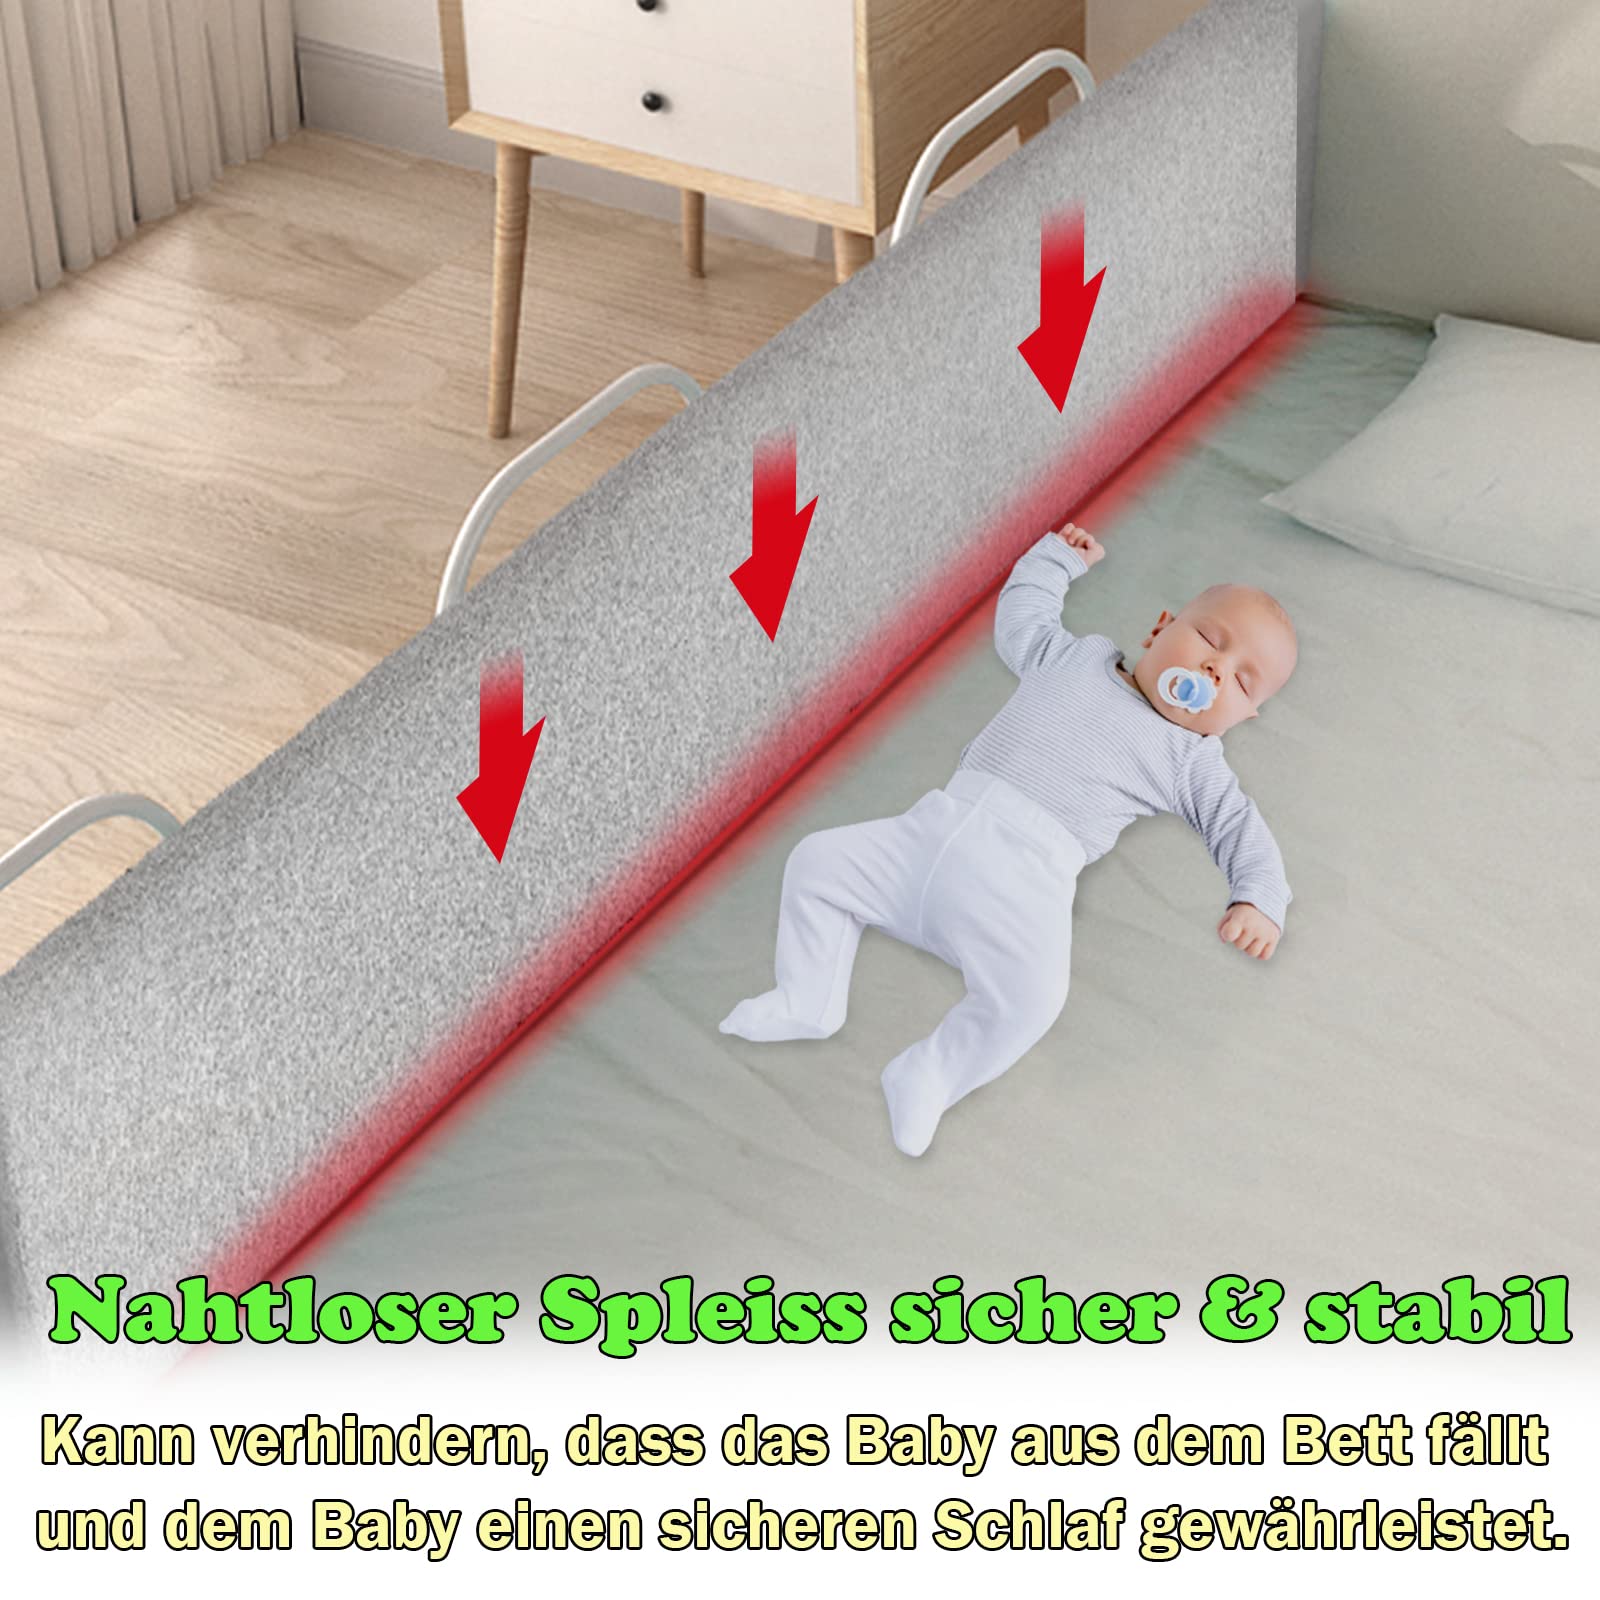 Nahtloser Spleiss sicher & stabil
Kann verhindern, dass das Baby aus dem Bett fällt
und dem Baby einen sicheren Schlaf gewährleistet.